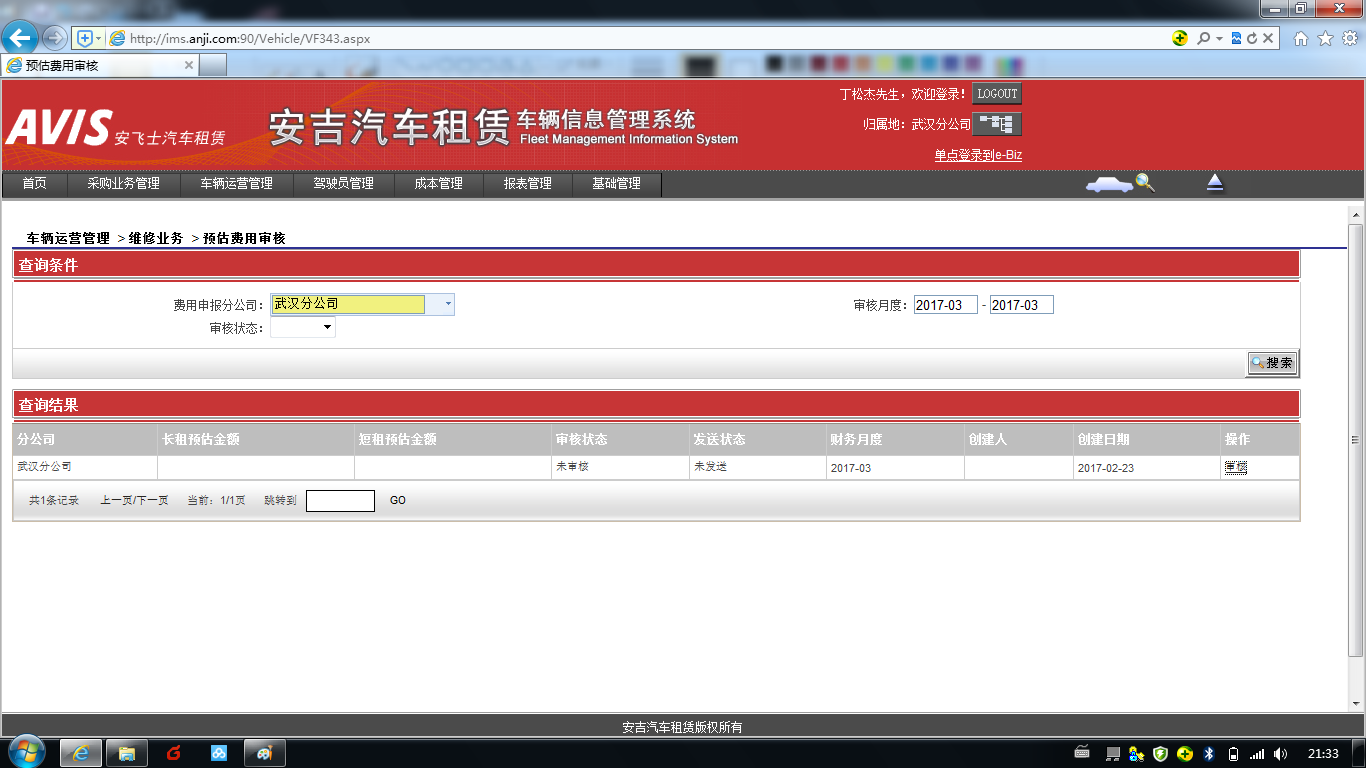 http://ims.anji.com:90/Vehicle/VF343.aspx
预估费用审核
AVIS 安飞士汽车租赁
安吉汽车租赁 车辆信息管理系统
Fleet Management Information System
丁松杰先生，欢迎登录！ LOGOUT
归属地：武汉分公司
单点登录到e-Biz
首页 采购业务管理 车辆运营管理 驾驶员管理 成本管理 报表管理 基础管理
车辆运营管理 >维修业务 >预估费用审核
查询条件
费用申报分公司： 武汉分公司 审核月度： 2017-03 - 2017-03
审核状态：
搜索
查询结果
分公司 长租预估金额 短租预估金额 审核状态 发送状态 财务月度 创建人 创建日期 操作
武汉分公司 未审核 未发送 2017-03 2017-02-23 审核
共1条记录 上一页/下一页 当前：1/1页 跳转到 GO
安吉汽车租赁版权所有
21:33